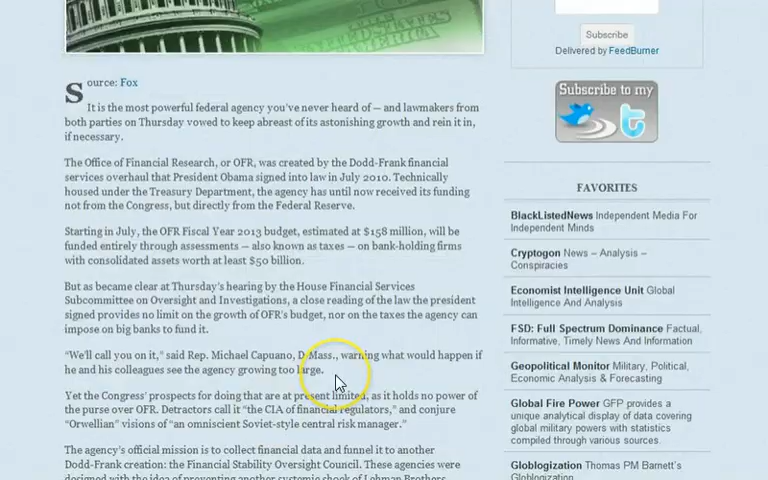 Subscribe
Delivered by FeedBurner
Source: Fox
Subscribe to my
It is the most powerful federal agency you've never heard of — and lawmakers from
both parties on Thursday vowed to keep abreast of its astonishing growth and rein it in,
if necessary.
The Office of Financial Research, or OFR, was created by the Dodd-Frank financial
services overhaul that President Obama signed into law in July 2010. Technically
housed under the Treasury Department, the agency has until now received its funding
not from the Congress, but directly from the Federal Reserve.
Starting in July, the OFR Fiscal Year 2013 budget, estimated at $158 million, will be
funded entirely through assessments — also known as taxes — on bank-holding firms
with consolidated assets worth at least $50 billion.
But as became clear at Thursday's hearing by the House Financial Services
Subcommittee on Oversight and Investigations, a close reading of the law the president
signed provides no limit on the growth of OFR's budget, nor on the taxes the agency can
impose on big banks to fund it.
"We'll call you on it," said Rep. Michael Capuano, D-Mass., warning what would happen if
he and his colleagues see the agency growing too large.
Yet the Congress' prospects for doing that are at present limited, as it holds no power of
the purse over OFR. Detractors call it "the CIA of financial regulators," and conjure
"Orwellian" visions of "an omniscient Soviet-style central risk manager."
The agency's official mission is to collect financial data and funnel it to another
Dodd-Frank creation: the Financial Stability Oversight Council. These agencies were
designed with the idea of preventing another systemic shock of Lehman Brothers
FAVORITES
BlackListedNews Independent Media For
Independent Minds
Cryptogon News – Analysis –
Conspiracies
Economist Intelligence Unit Global
Intelligence And Analysis
FSD: Full Spectrum Dominance Factual,
Informative, Timely News And Information
Geopolitical Monitor Military, Political,
Economic Analysis & Forecasting
Global Fire Power GFP provides a
unique analytical display of data covering
global military powers with statistics
compiled through various sources.
Globlogization Thomas PM Barnett's
Globlogization